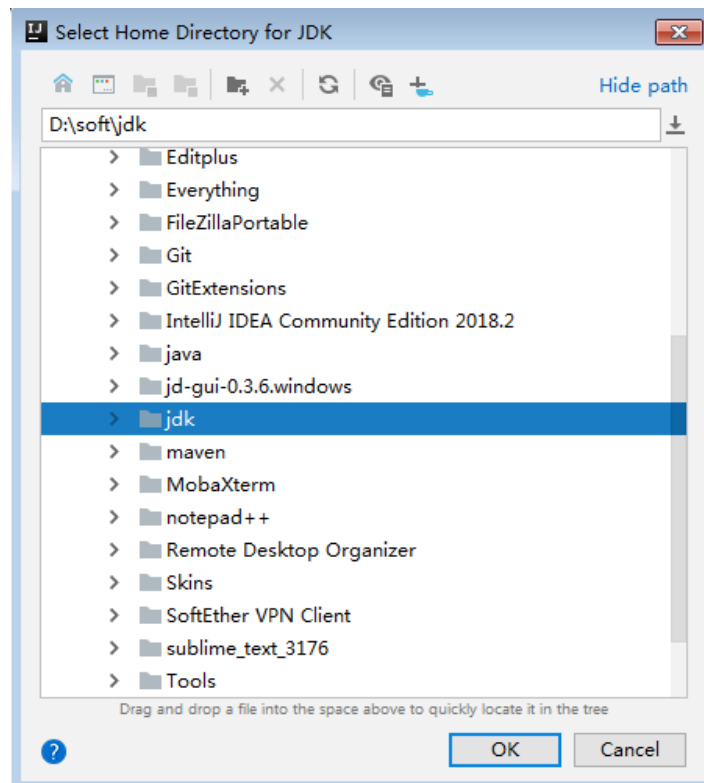 Select Home Directory for JDK
Hide path
D:\soft\jdk
Editplus
Everything
FileZillaPortable
Git
GitExtensions
IntelliJ IDEA Community Edition 2018.2
java
jd-gui-0.3.6.windows
jdk
maven
MobaXterm
notepad++
Remote Desktop Organizer
Skins
SoftEther VPN Client
sublime_text_3176
Tools
Drag and drop a file into the space above to quickly locate it in the tree
?
OK
Cancel